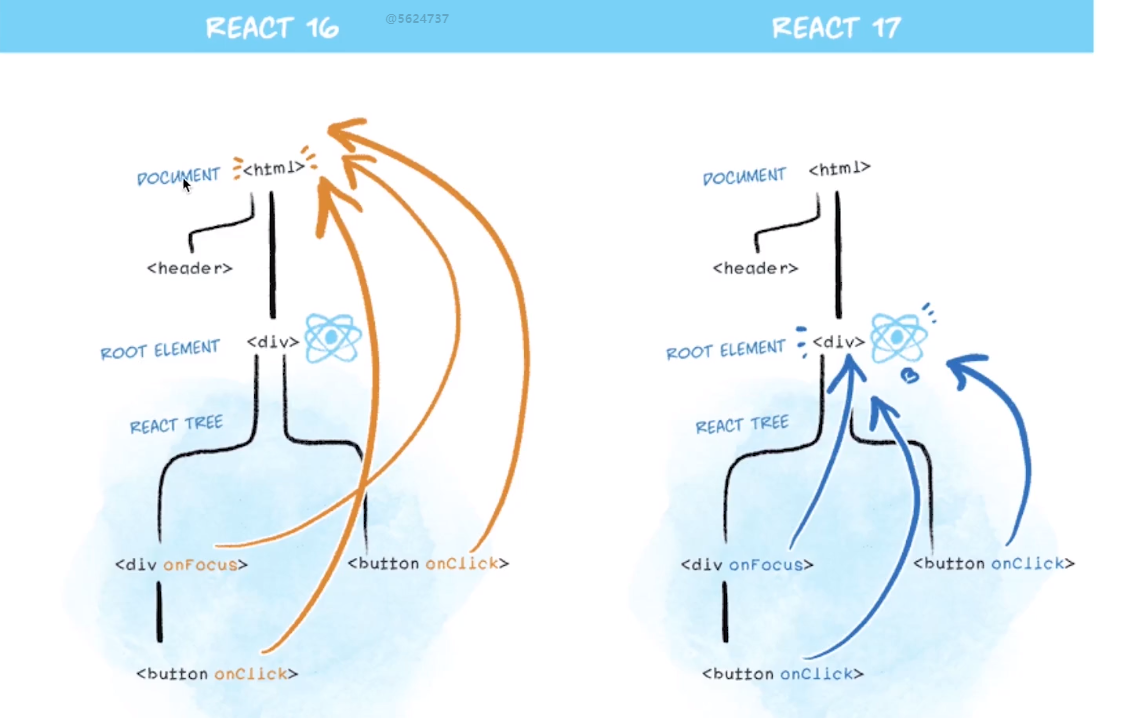 REACT 16
@5624737
REACT 17
DOCUMENT <html>
<header>
ROOT ELEMENT <div>
REACT TREE
<div onFocus>
<button onClick>
<button onClick>
DOCUMENT <html>
<header>
ROOT ELEMENT <div>
REACT TREE
<div onFocus>
<button onClick>
<button onClick>